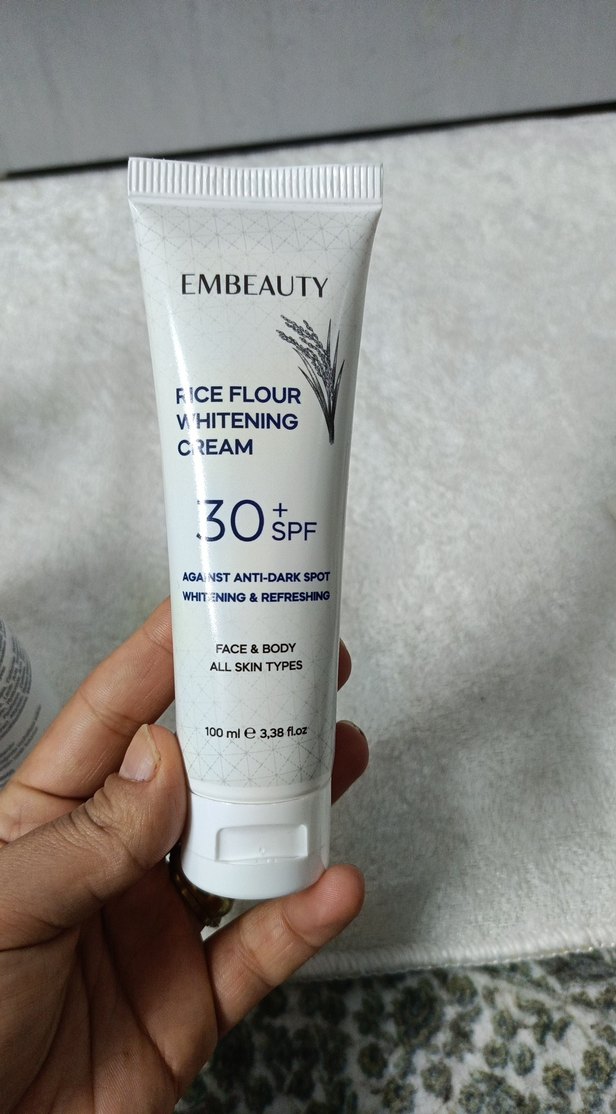 EMBEAUTY
RICE FLOUR
WHITENING
CREAM
30+
SPF
AGAINST ANTI-DARK SPOT
WHITENING & REFRESHING
FACE & BODY
ALL SKIN TYPES
100 ml ℮ 3,38 fl.oz